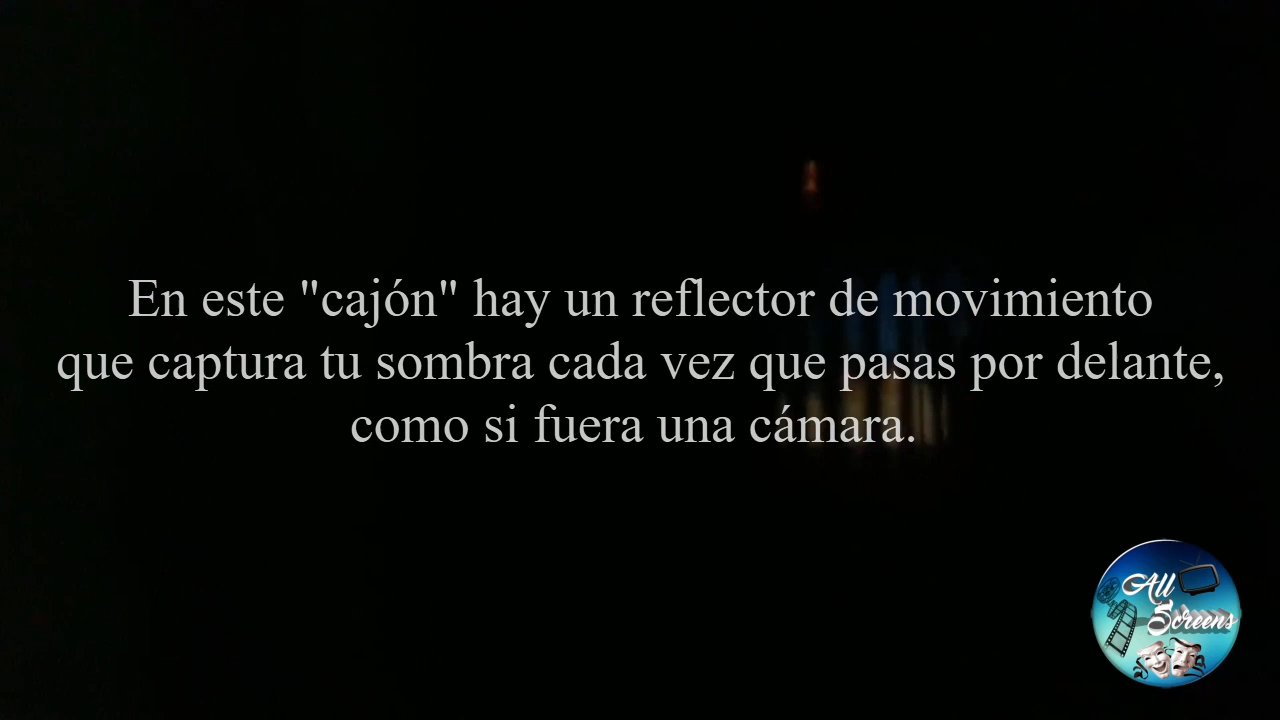 En este "cajón" hay un reflector de movimiento
que captura tu sombra cada vez que pasas por delante,
como si fuera una cámara.
All
Screens